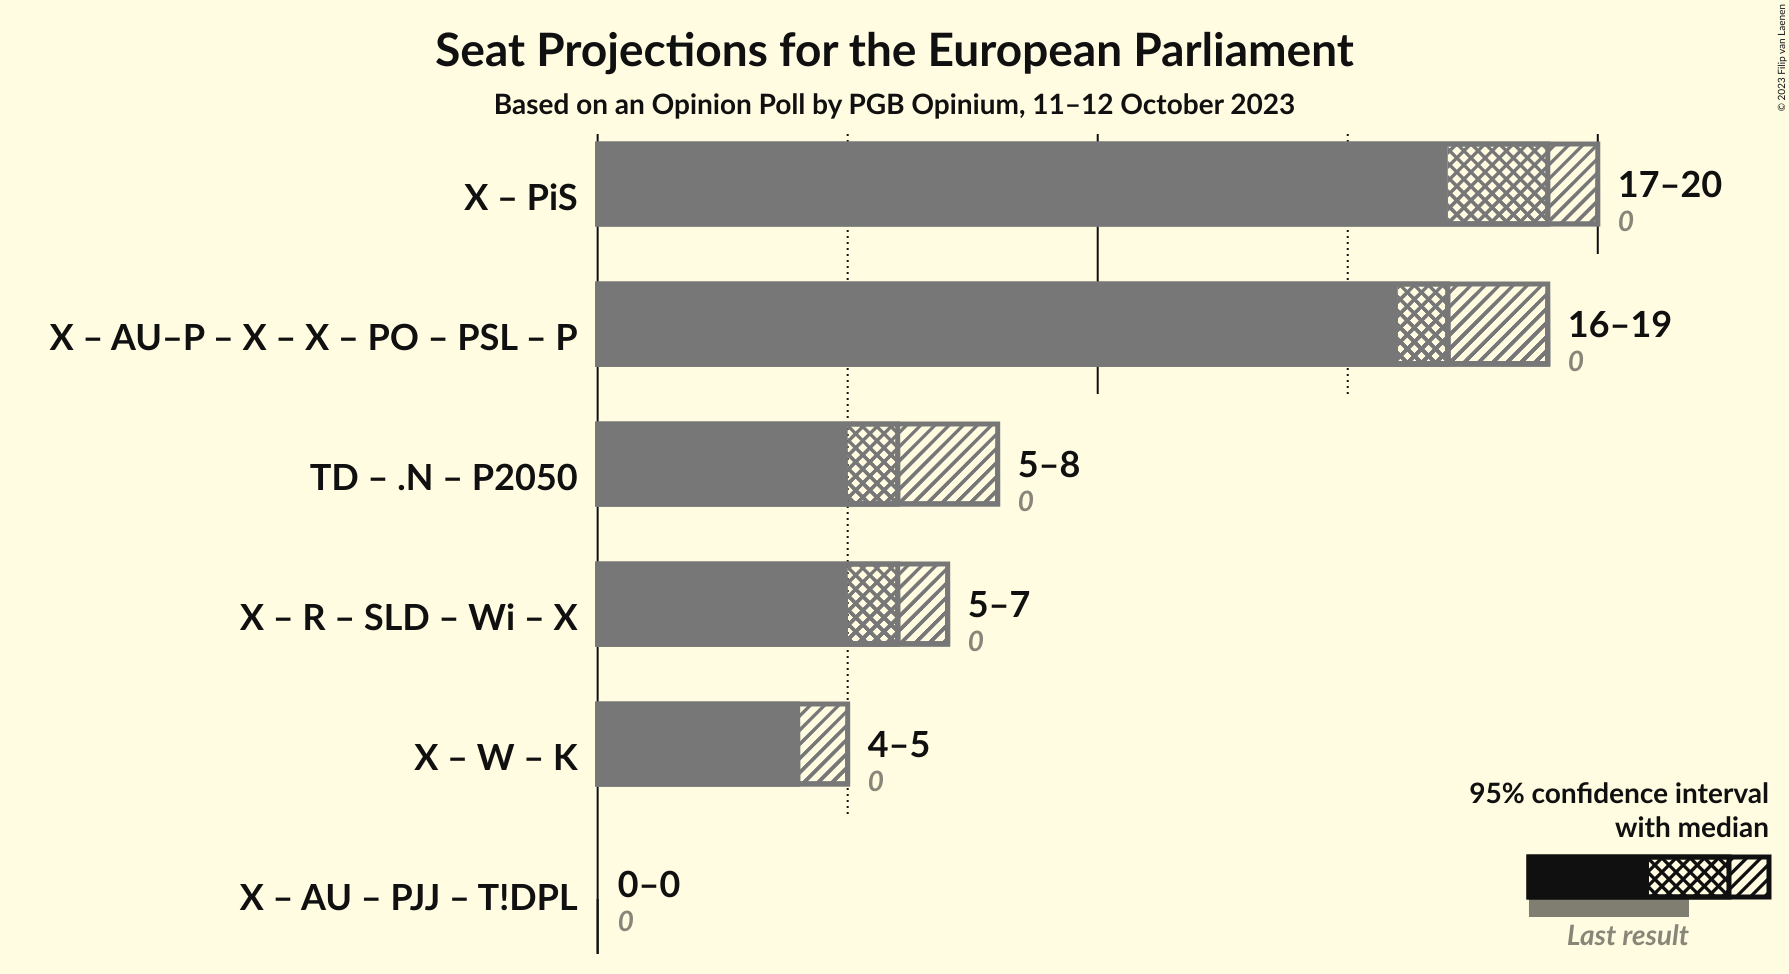 Seat Projections for the European Parliament
Based on an Opinion Poll by PGB Opinium, 11–12 October 2023
© 2023 Filip van Laenen
X – PiS
17–20
0
X – AU–P – X – X – PO – PSL – P
16–19
0
TD – .N – P2050
5–8
0
X – R – SLD – Wi – X
5–7
0
X – W – K
4–5
0
X – AU – PJJ – T!DPL
0–0
0
95% confidence interval
with median
Last result